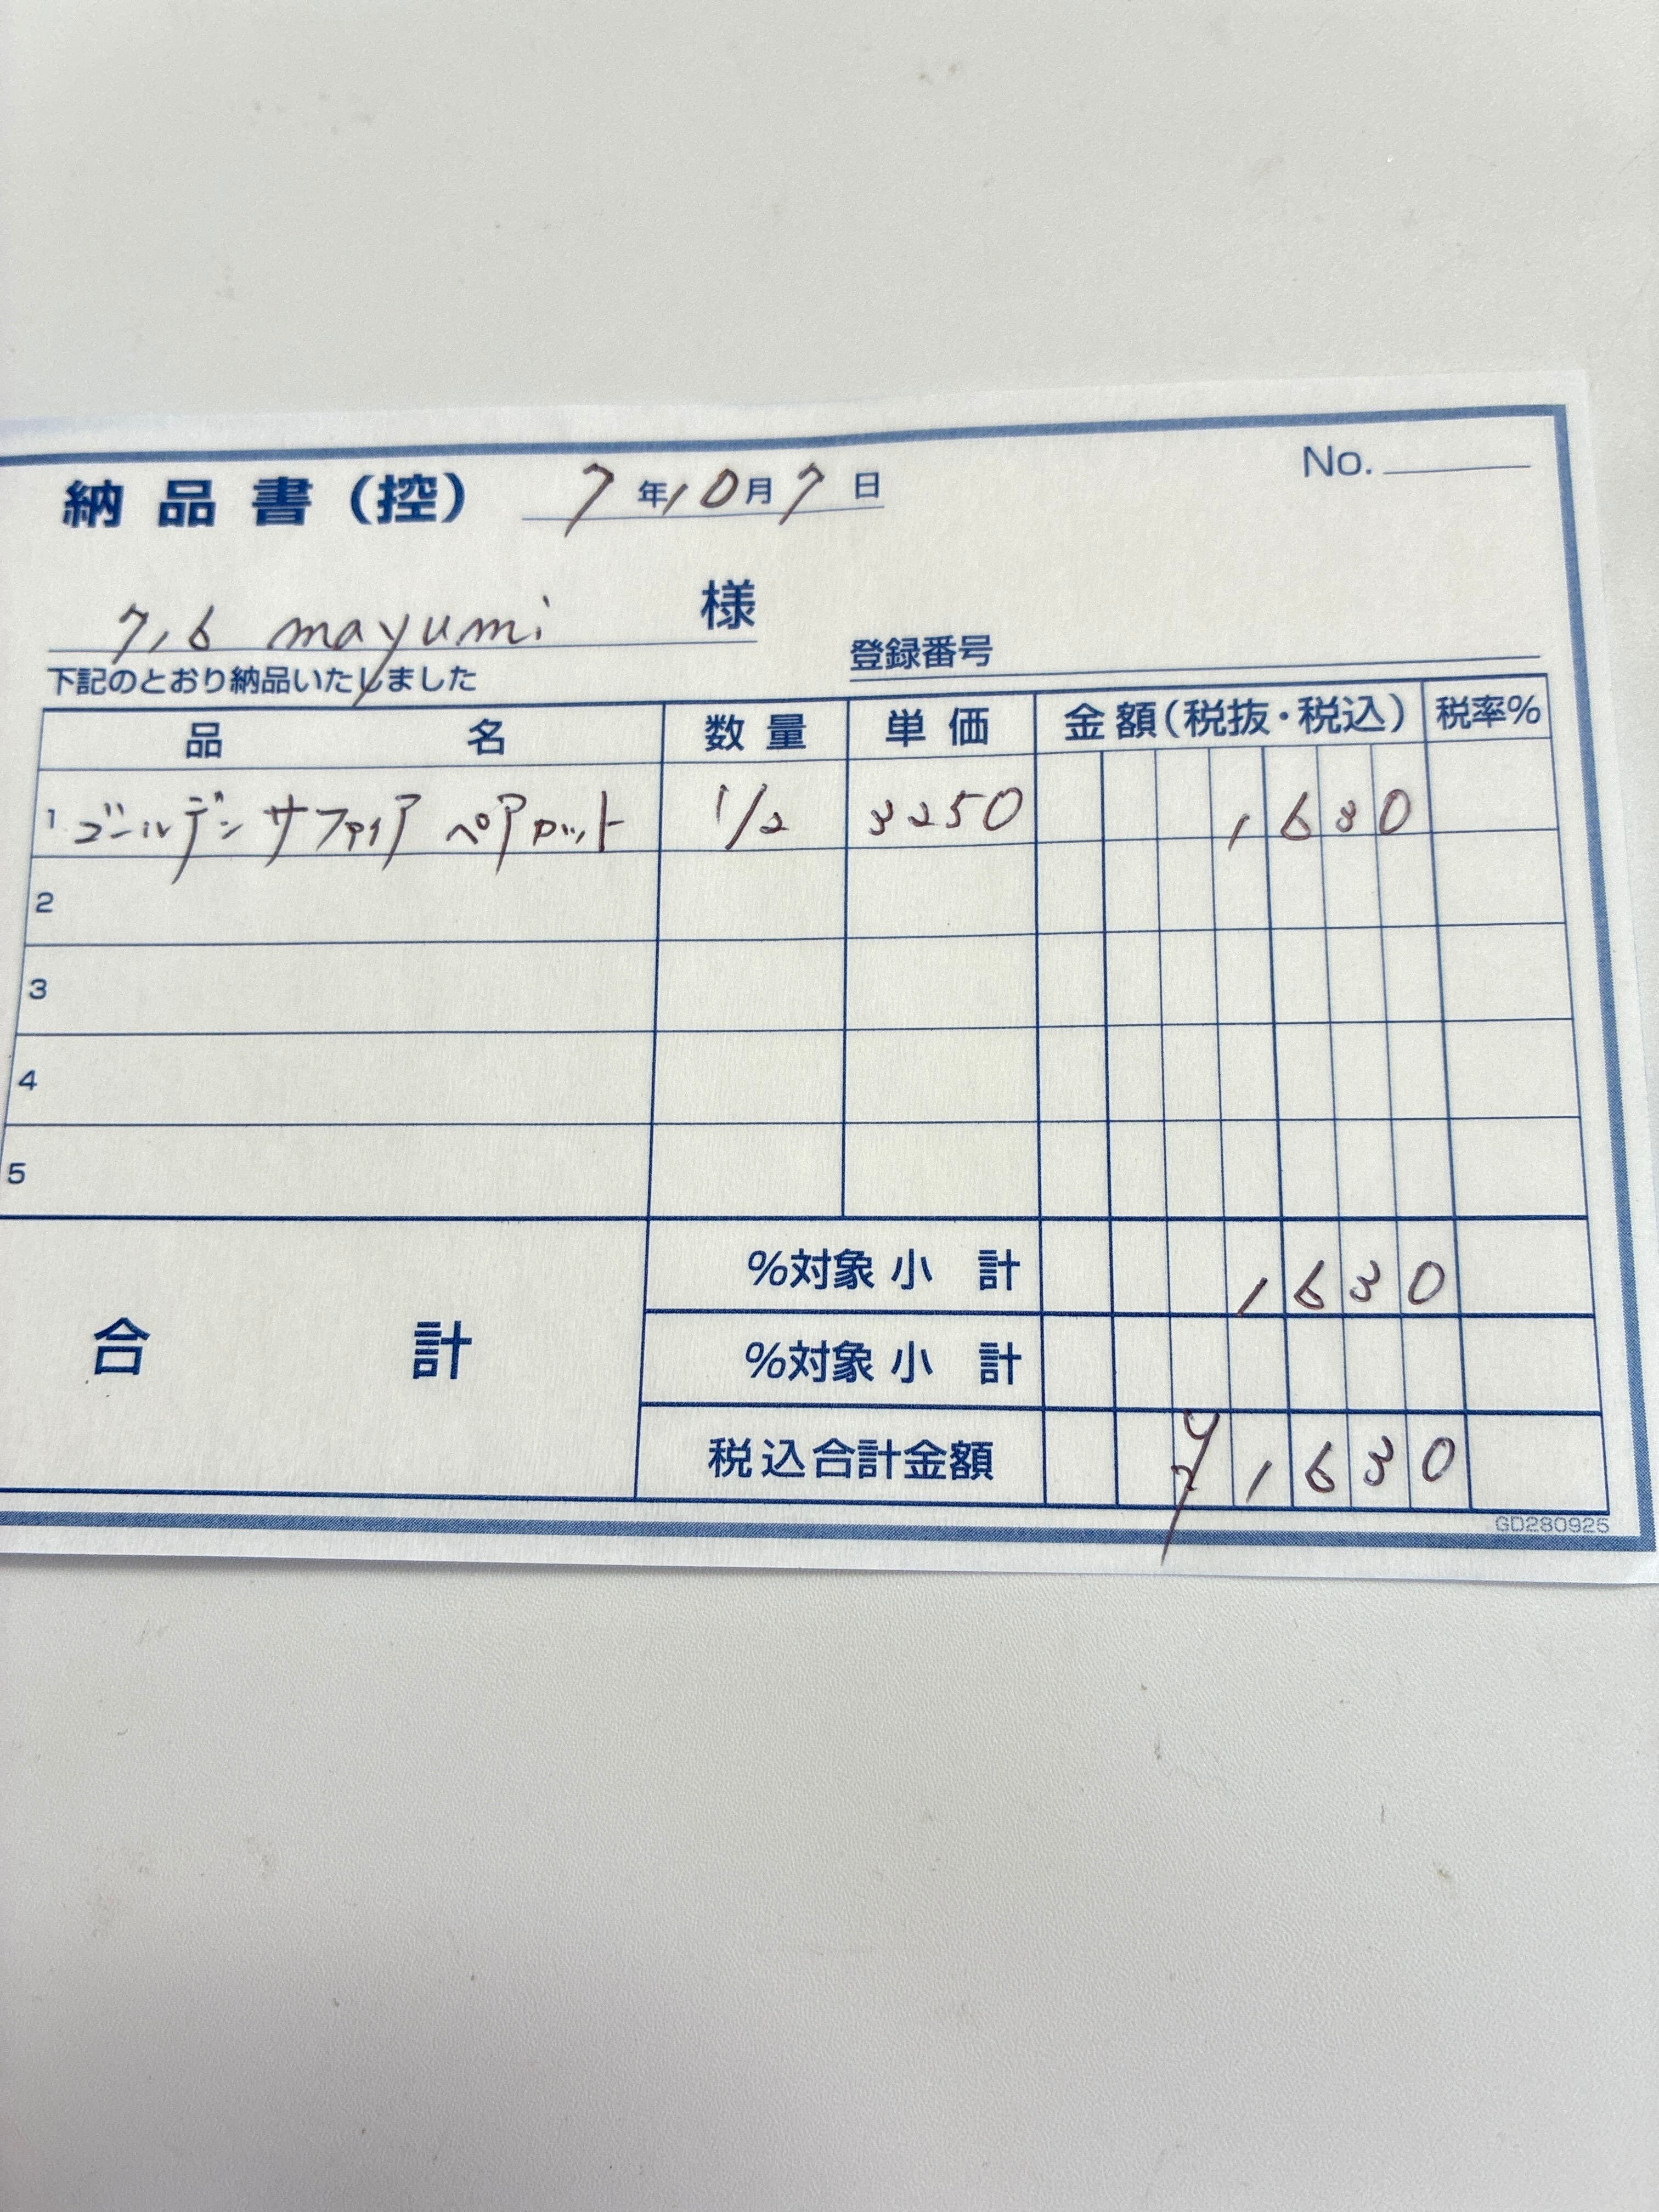 No.
納品書(控) 7年10月7日
7,6 mayumi 様
登録番号
下記のとおり納品いたしました
品名 数量 単価 金額(税抜・税込) 税率%
1 ゴールデンサファイア ペアカット 1/2 3250 1630
2
3
4
5
合計
%対象小計 1630
%対象小計
税込合計金額 ¥1630
GD280925